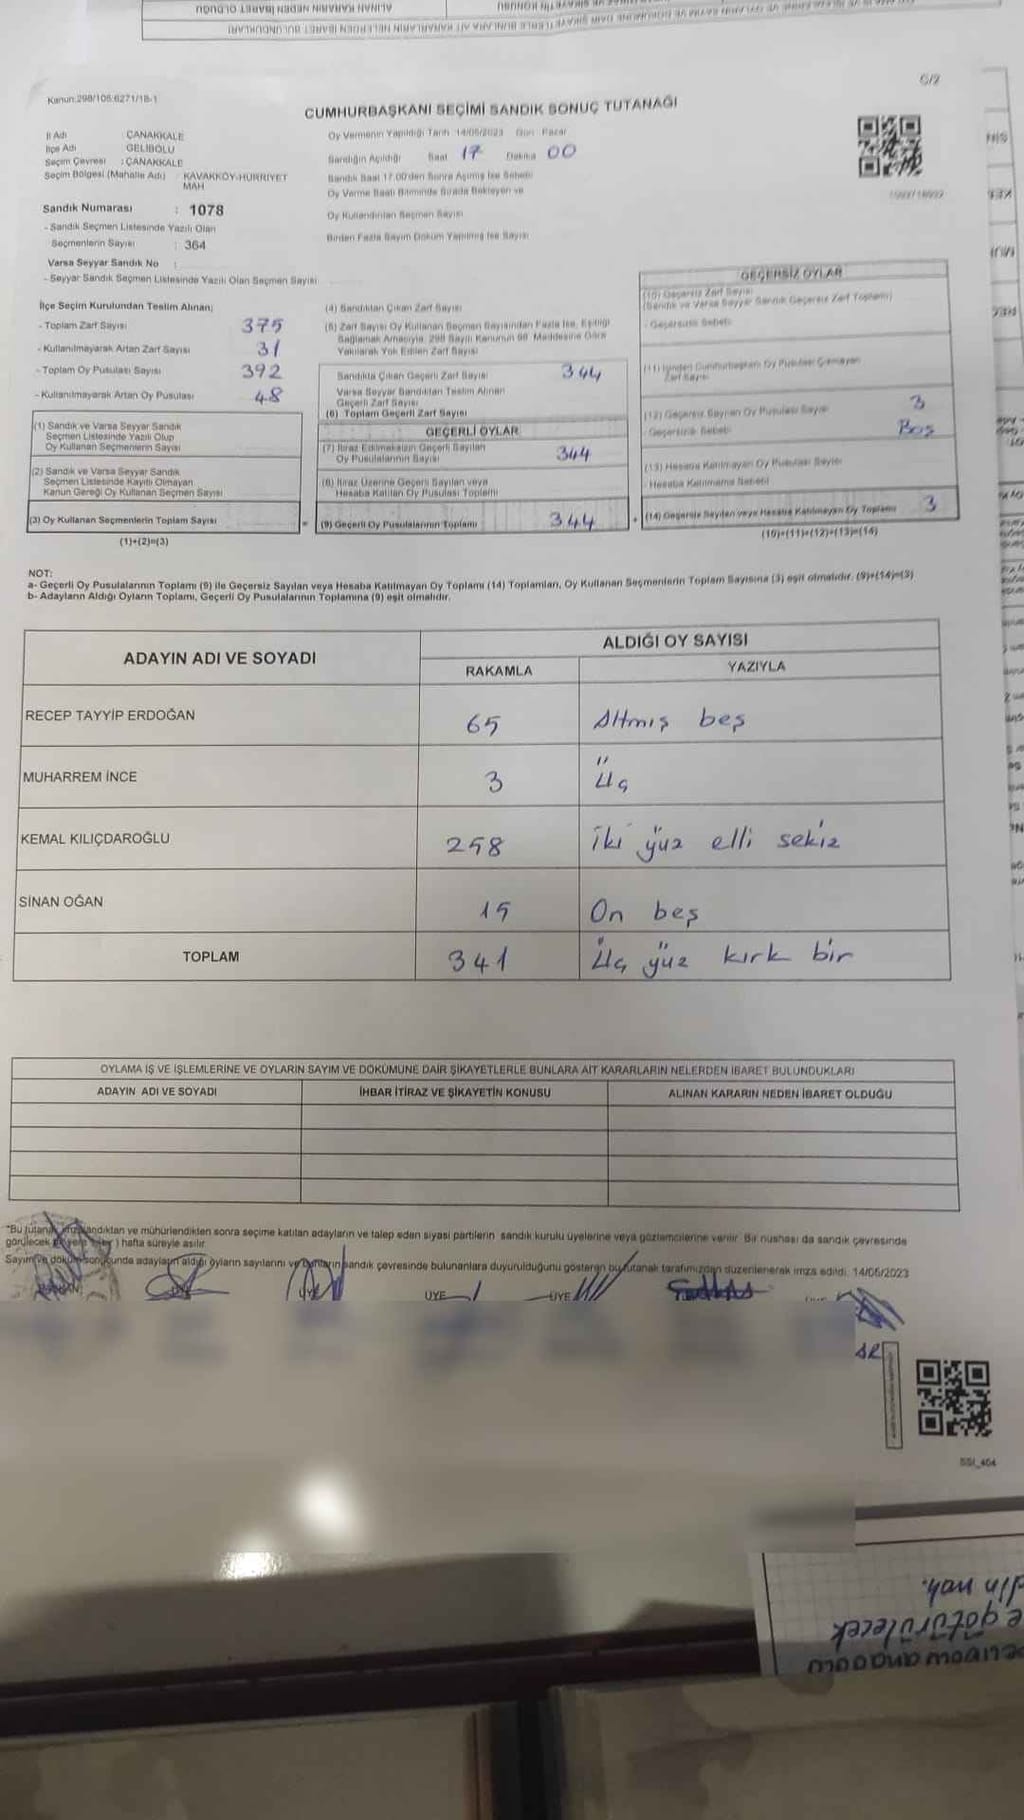 C/2
Kanun:298/105:6271/18-1
CUMHURBAŞKANI SEÇİMİ SANDIK SONUÇ TUTANAĞI
İl Adı : ÇANAKKALE
İlçe Adı : GELİBOLU
Seçim Çevresi : ÇANAKKALE
Seçim Bölgesi (Mahalle Adı) : KAVAKKÖY-HÜRRİYET MAH
Sandık Numarası : 1078
- Sandık Seçmen Listesinde Yazılı Olan
Seçmenlerin Sayısı : 364
Varsa Seyyar Sandık No :
- Seyyar Sandık Seçmen Listesinde Yazılı Olan Seçmen Sayısı
Oy Vermenin Yapıldığı Tarih 14/05/2023 Gün Pazar
Sandığın Açıldığı Saat 17 Dakika 00
Sandık Saat 17.00'den Sonra Açılmış İse Sebebi
Oy Verme Saati Bitiminde Sırada Bekleyen ve
Oy Kullandırılan Seçmen Sayısı
Birden Fazla Sayım Döküm Yapılmış İse Sayısı
İlçe Seçim Kurulundan Teslim Alınan;
- Toplam Zarf Sayısı 375
- Kullanılmayarak Artan Zarf Sayısı 31
- Toplam Oy Pusulası Sayısı 392
- Kullanılmayarak Artan Oy Pusulası 48
(1) Sandık ve Varsa Seyyar Sandık
Seçmen Listesinde Yazılı Olup
Oy Kullanan Seçmenlerin Sayısı
(2) Sandık ve Varsa Seyyar Sandık
Seçmen Listesinde Kayıtlı Olmayan
Kanun Gereği Oy Kullanan Seçmen Sayısı
(3) Oy Kullanan Seçmenlerin Toplam Sayısı
(1)+(2)=(3)
(4) Sandıktan Çıkan Zarf Sayısı
(5) Zarf Sayısı Oy Kullanan Seçmen Sayısından Fazla İse, Eşitliği
Sağlamak Amacıyla, 298 Sayılı Kanunun 98. Maddesine Göre
Yakılarak Yok Edilen Zarf Sayısı
Sandıkta Çıkan Geçerli Zarf Sayısı 344
Varsa Seyyar Sandıktan Teslim Alınan
Geçerli Zarf Sayısı
(6) Toplam Geçerli Zarf Sayısı
GEÇERLİ OYLAR
(7) İtiraz Edilmeksizin Geçerli Sayılan
Oy Pusulalarının Sayısı 344
(8) İtiraz Üzerine Geçerli Sayılan veya
Hesaba Katılan Oy Pusulası Toplamı
= (9) Geçerli Oy Pusulalarının Toplamı 344 +
GEÇERSİZ OYLAR
(10) Geçersiz Zarf Sayısı
(Sandık ve Varsa Seyyar Sandık Geçersiz Zarf Toplamı)
- Geçersizlik Sebebi
(11) İçinden Cumhurbaşkanı Oy Pusulası Çıkmayan
Zarf Sayısı
(12) Geçersiz Sayılan Oy Pusulası Sayısı 3
- Geçersizlik Sebebi Boş
(13) Hesaba Katılmayan Oy Pusulası Sayısı
- Hesaba Katılmama Sebebi
(14) Geçersiz Sayılan veya Hesaba Katılmayan Oy Toplamı 3
(10)+(11)+(12)+(13)=(14)
NOT:
a- Geçerli Oy Pusulalarının Toplamı (9) ile Geçersiz Sayılan veya Hesaba Katılmayan Oy Toplamı (14) Toplamları, Oy Kullanan Seçmenlerin Toplam Sayısına (3) eşit olmalıdır. (9)+(14)=(3)
b- Adayların Aldığı Oyların Toplamı, Geçerli Oy Pusulalarının Toplamına (9) eşit olmalıdır.
ADAYIN ADI VE SOYADI
ALDIĞI OY SAYISI
RAKAMLA YAZIYLA
RECEP TAYYİP ERDOĞAN 65 Altmış beş
MUHARREM İNCE 3 Üç
KEMAL KILIÇDAROĞLU 258 iki yüz elli sekiz
SİNAN OĞAN 15 On beş
TOPLAM 341 Üç yüz kırk bir
OYLAMA İŞ VE İŞLEMLERİNE VE OYLARIN SAYIM VE DÖKÜMÜNE DAİR ŞİKAYETLERLE BUNLARA AİT KARARLARIN NELERDEN İBARET BULUNDUKLARI
ADAYIN ADI VE SOYADI İHBAR İTİRAZ VE ŞİKAYETİN KONUSU ALINAN KARARIN NEDEN İBARET OLDUĞU
"Bu tutanak imzalandıktan ve mühürlendikten sonra seçime katılan adayların ve talep eden siyasi partilerin sandık kurulu üyelerine veya gözlemcilerine verilir. Bir nüshası da sandık çevresinde
görülecek bir yere bir ) hafta süreyle asılır.
Sayım ve döküm sonucunda adayların aldığı oyların sayılarını ve bunların sandık çevresinde bulunanlara duyurulduğunu gösteren bu tutanak tarafımızdan düzenlenerek imza edildi. 14/05/2023
ÜYE ÜYE
SSI_404